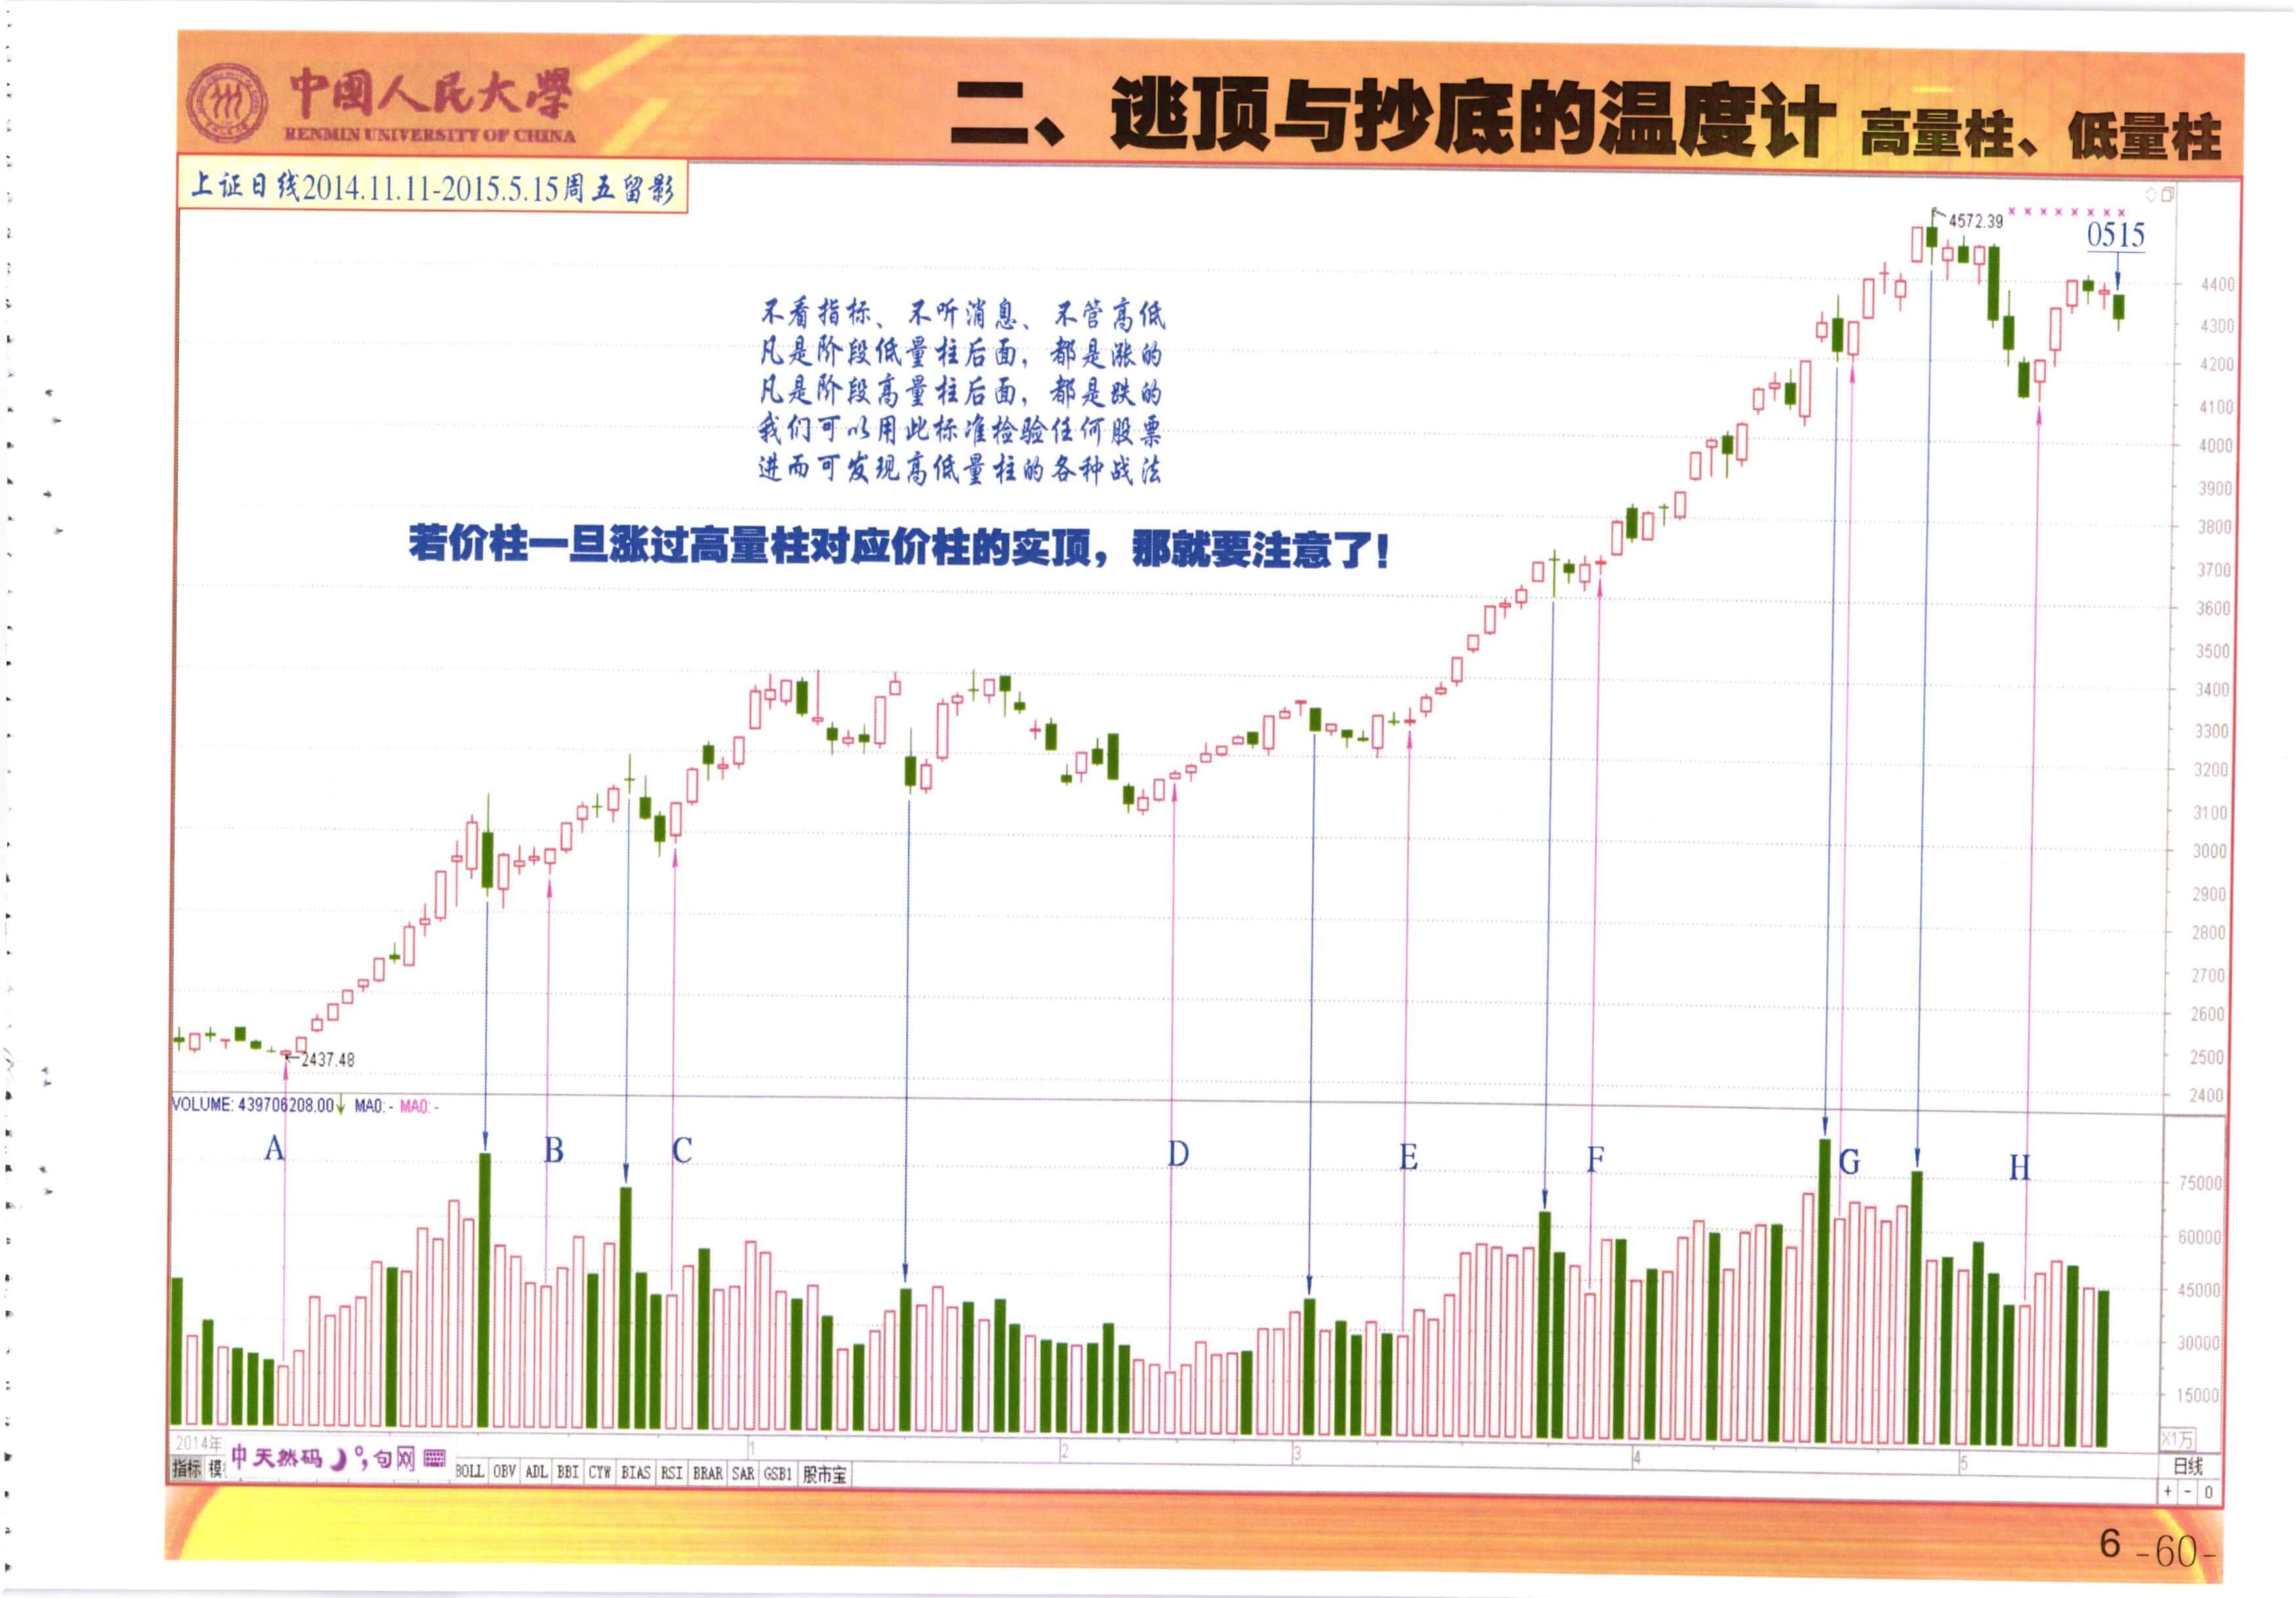 中國人民大學
RENMIN UNIVERSITY OF CHINA
二、逃顶与抄底的温度计 高量柱、低量柱
上证日线2014.11.11-2015.5.15周五留影
4572.39
0515
不看指标、不听消息、不管高低
凡是阶段低量柱后面，都是涨的
凡是阶段高量柱后面，都是跌的
我们可以用此标准检验任何股票
进而可发现高低量柱的各种战法
若价柱一旦涨过高量柱对应价柱的实顶，那就要注意了！
4400
4300
4200
4100
4000
3900
3800
3700
3600
3500
3400
3300
3200
3100
3000
2900
2800
2700
2600
2500
2400
2437.48
VOLUME: 439706208.00 MA0: - MA0: -
A B C D E F G H
75000
60000
45000
30000
15000
X1万
2014年 1 2 3 4 5 日线
中天然码 句网
指标 BOLL OBV ADL BBI CYW BIAS RSI BRAR SAR GSB1 股市宝
+ - 0
6 -60-